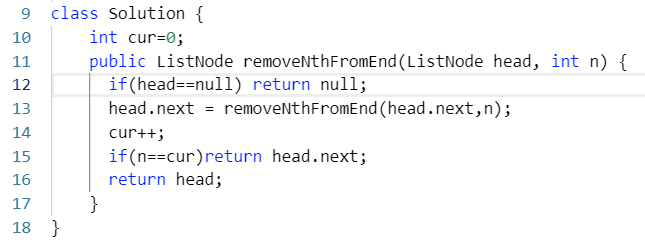 9 class Solution {
10 int cur=0;
11 public ListNode removeNthFromEnd(ListNode head, int n) {
12 if(head==null) return null;
13 head.next = removeNthFromEnd(head.next,n);
14 cur++;
15 if(n==cur)return head.next;
16 return head;
17 }
18 }